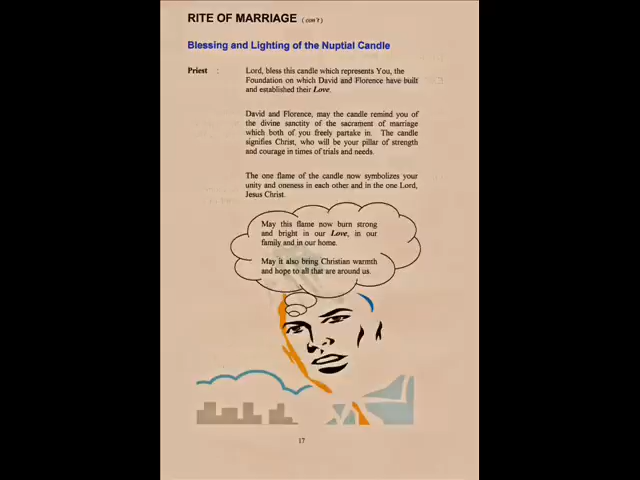 RITE OF MARRIAGE (con't)
Blessing and Lighting of the Nuptial Candle
Priest : Lord, bless this candle which represents You, the
Foundation on which David and Florence have built
and established their Love.
David and Florence, may the candle remind you of
the divine sanctity of the sacrament of marriage
which both of you freely partake in. The candle
signifies Christ, who will be your pillar of strength
and courage in times of trials and needs.
The one flame of the candle now symbolizes your
unity and oneness in each other and in the one Lord,
Jesus Christ.
May this flame now burn strong
and bright in our Love, in our
family and in our home.
May it also bring Christian warmth
and hope to all that are around us.
17